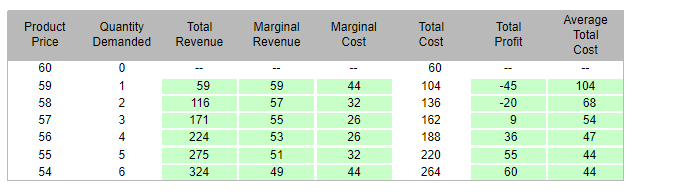 Product Price Quantity Demanded Total Revenue Marginal Revenue Marginal Cost Total Cost Total Profit Average Total Cost
60 0 -- -- -- 60 -- --
59 1 59 59 44 104 -45 104
58 2 116 57 32 136 -20 68
57 3 171 55 26 162 9 54
56 4 224 53 26 188 36 47
55 5 275 51 32 220 55 44
54 6 324 49 44 264 60 44